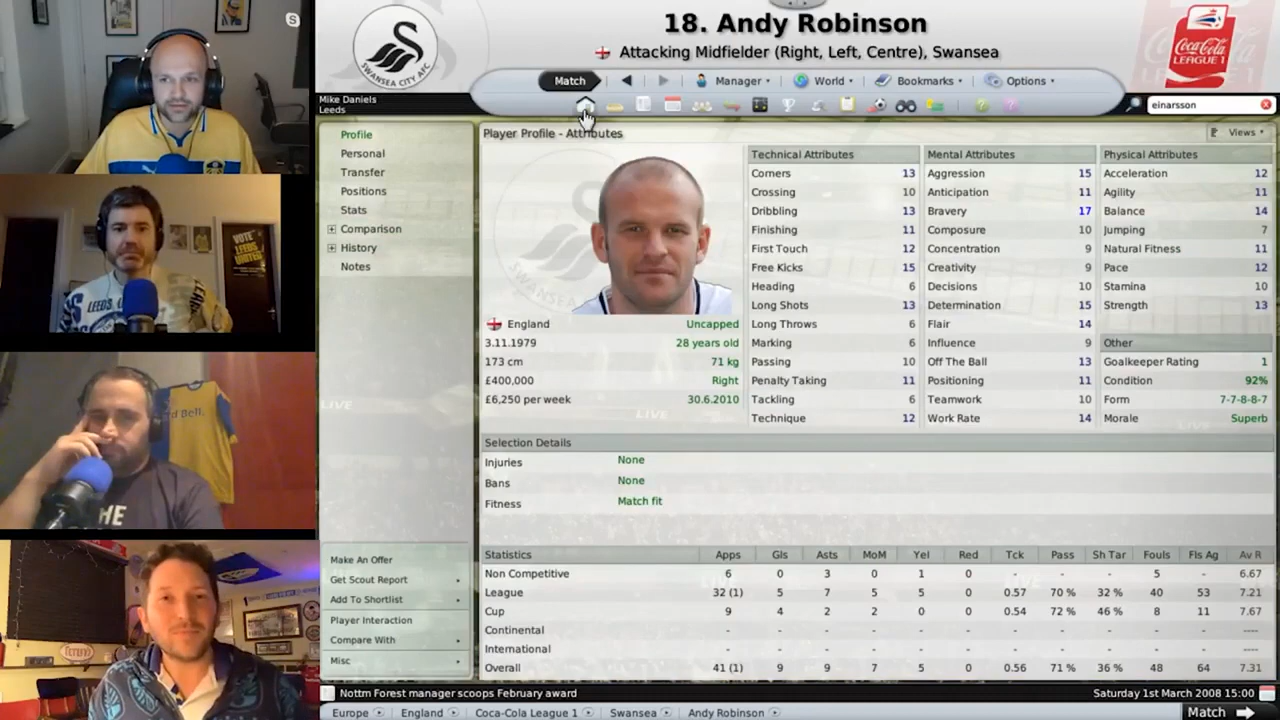 18. Andy Robinson
Attacking Midfielder (Right, Left, Centre), Swansea
SWANSEA CITY AFC
Coca-Cola
LEAGUE 1
Match
Manager
World
Bookmarks
Options
Mike Daniels
Leeds
einarsson
Profile
Personal
Transfer
Positions
Stats
Comparison
History
Notes
Player Profile - Attributes
Views
England Uncapped
3.11.1979 28 years old
173 cm 71 kg
£400,000 Right
£6,250 per week 30.6.2010
Technical Attributes
Corners 13
Crossing 10
Dribbling 13
Finishing 11
First Touch 12
Free Kicks 15
Heading 6
Long Shots 13
Long Throws 6
Marking 6
Passing 10
Penalty Taking 11
Tackling 6
Technique 12
Mental Attributes
Aggression 15
Anticipation 11
Bravery 17
Composure 10
Concentration 9
Creativity 9
Decisions 10
Determination 15
Flair 14
Influence 9
Off The Ball 13
Positioning 11
Teamwork 10
Work Rate 14
Physical Attributes
Acceleration 12
Agility 11
Balance 14
Jumping 7
Natural Fitness 11
Pace 12
Stamina 10
Strength 13
Other
Goalkeeper Rating 1
Condition 92%
Form 7-7-8-8-7
Morale Superb
Selection Details
Injuries None
Bans None
Fitness Match fit
Make An Offer
Get Scout Report
Add To Shortlist
Player Interaction
Compare With
Misc
Statistics Apps Gls Asts MoM Yel Red Tck Pass Sh Tar Fouls Fls Ag Av R
Non Competitive 6 0 3 0 1 0 - - - 5 - 6.67
League 32 (1) 5 7 5 5 0 0.57 70 % 32 % 40 53 7.21
Cup 9 4 2 2 0 0 0.54 72 % 46 % 8 11 7.67
Continental - - - - - - - - - - - ----
International - - - - - - - - - - - ----
Overall 41 (1) 9 9 7 5 0 0.56 71 % 36 % 48 64 7.31
Nottm Forest manager scoops February award
Saturday 1st March 2008 15:00
Europe England Coca-Cola League 1 Swansea Andy Robinson
Match
VOTE
LEEDS
UNITED
LEEDS
Bell.
HE
TETLEY